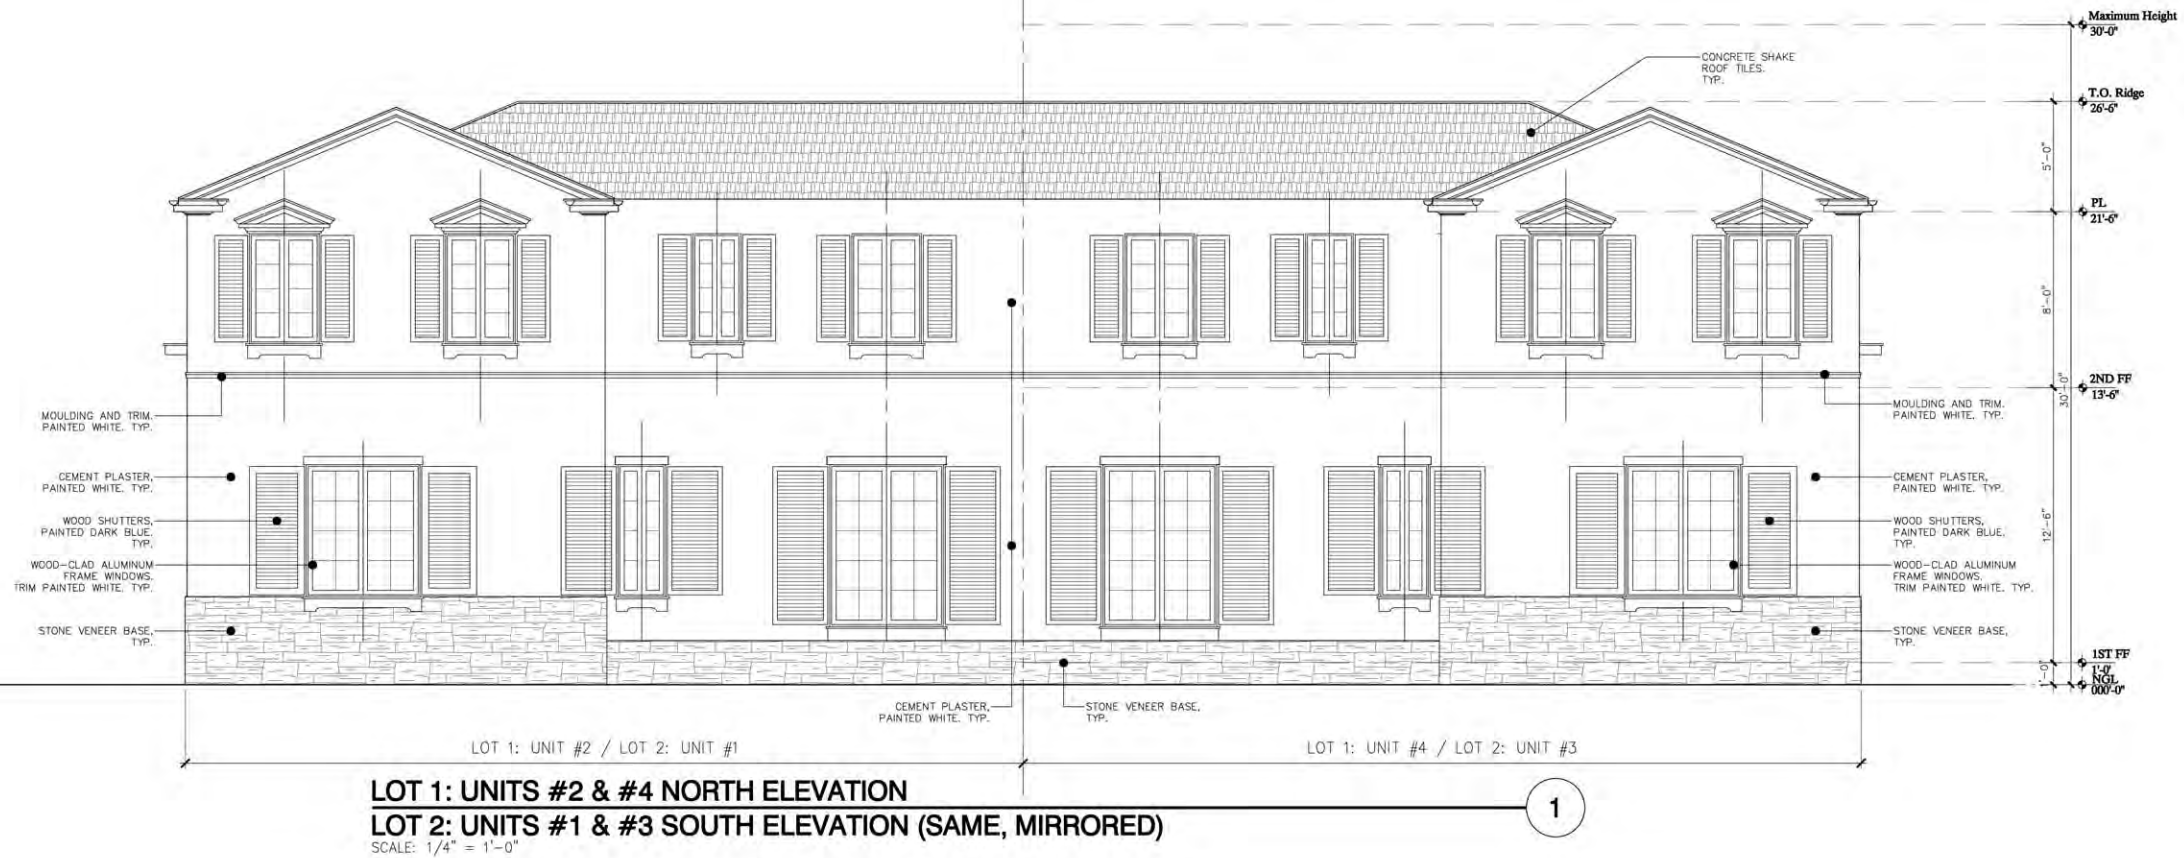 Maximum Height
30'-0"
CONCRETE SHAKE
ROOF TILES.
TYP.
T.O. Ridge
26'-6"
5'-0"
PL
21'-6"
8'-0"
2ND FF
13'-6"
30'-0"
MOULDING AND TRIM.
PAINTED WHITE. TYP.
MOULDING AND TRIM.
PAINTED WHITE. TYP.
CEMENT PLASTER,
PAINTED WHITE. TYP.
CEMENT PLASTER,
PAINTED WHITE. TYP.
WOOD SHUTTERS,
PAINTED DARK BLUE.
TYP.
WOOD SHUTTERS,
PAINTED DARK BLUE.
TYP.
12'-6"
WOOD-CLAD ALUMINUM
FRAME WINDOWS.
TRIM PAINTED WHITE. TYP.
WOOD-CLAD ALUMINUM
FRAME WINDOWS.
TRIM PAINTED WHITE. TYP.
STONE VENEER BASE,
TYP.
STONE VENEER BASE,
TYP.
1ST FF
1'-0"
NGL
000'-0"
CEMENT PLASTER,
PAINTED WHITE. TYP.
STONE VENEER BASE,
TYP.
LOT 1: UNIT #2 / LOT 2: UNIT #1
LOT 1: UNIT #4 / LOT 2: UNIT #3
LOT 1: UNITS #2 & #4 NORTH ELEVATION
1
LOT 2: UNITS #1 & #3 SOUTH ELEVATION (SAME, MIRRORED)
SCALE: 1/4" = 1'-0"